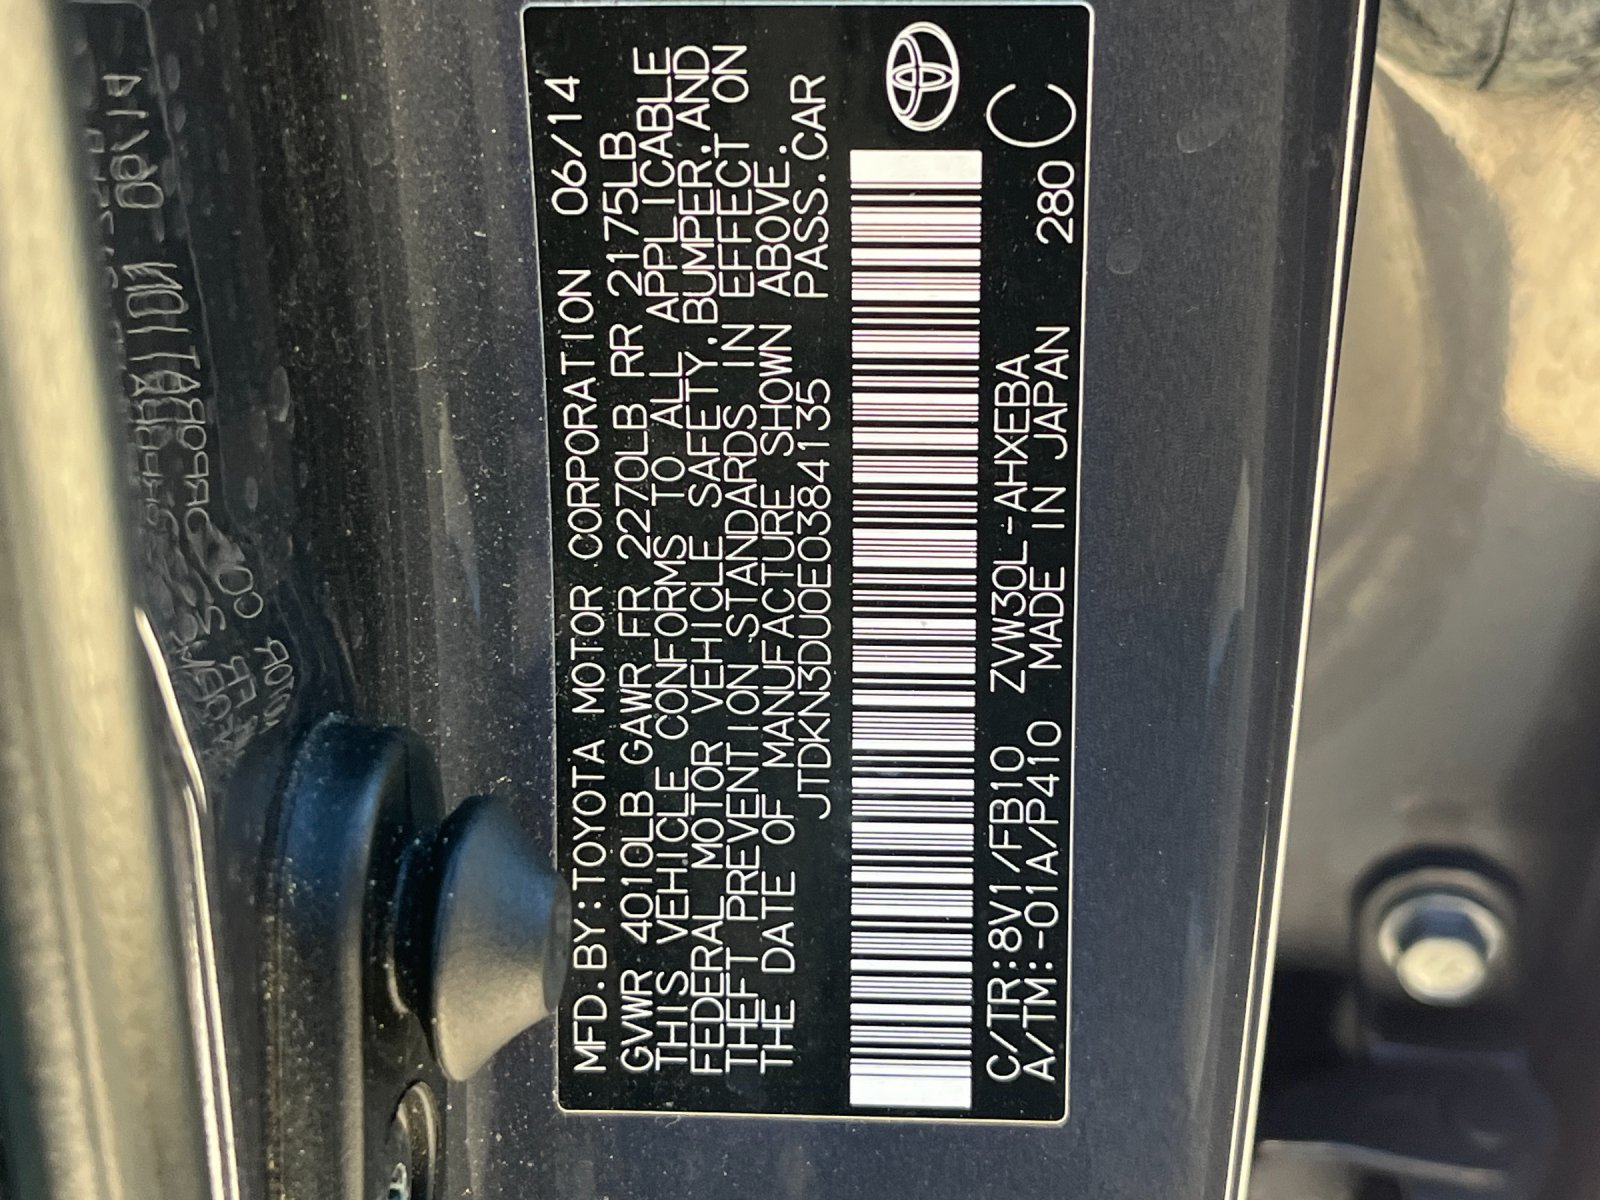 MFD.BY:TOYOTA MOTOR CORPORATION 06/14
GVWR 4010LB GAWR FR 2270LB RR 2175LB
THIS VEHICLE CONFORMS TO ALL APPLICABLE
FEDERAL MOTOR VEHICLE SAFETY,BUMPER,AND
THEFT PREVENTION STANDARDS IN EFFECT ON
THE DATE OF MANUFACTURE SHOWN ABOVE.
JTDKN3DU0E0384135 PASS.CAR
C/TR:8V1/FB10 ZVW30L-AHXEBA
A/TM:-01A/P410 MADE IN JAPAN 280 C